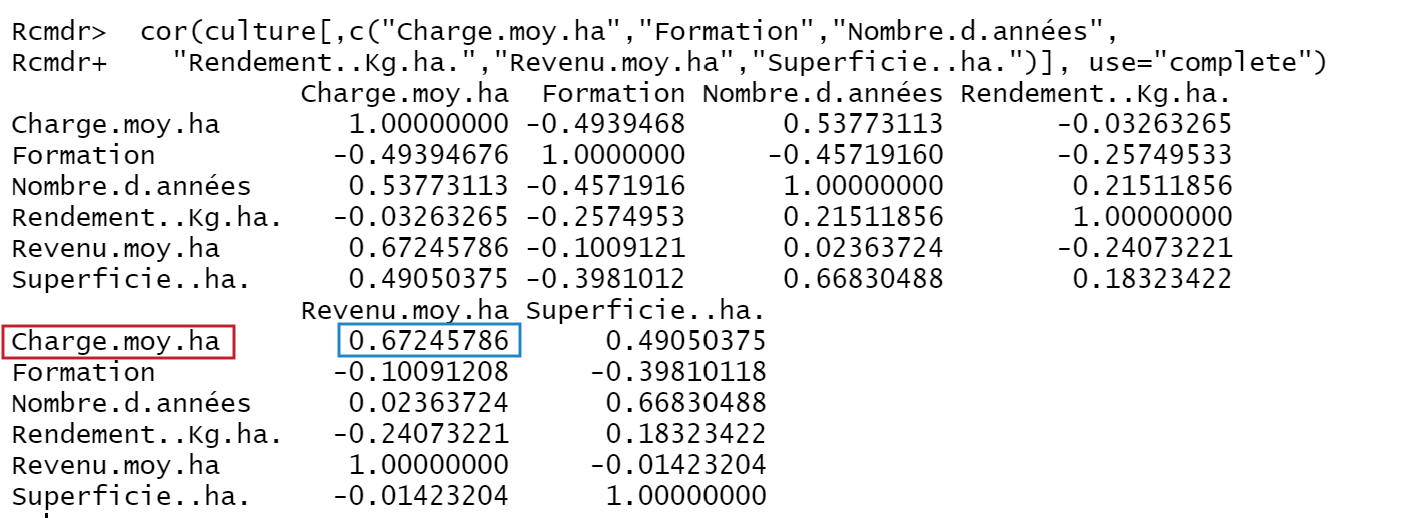 Rcmdr>  cor(culture[,c("Charge.moy.ha","Formation","Nombre.d.années",
Rcmdr+    "Rendement..Kg.ha.","Revenu.moy.ha","Superficie..ha.")], use="complete")
                  Charge.moy.ha  Formation Nombre.d.années Rendement..Kg.ha.
Charge.moy.ha        1.00000000 -0.4939468      0.53773113       -0.03263265
Formation           -0.49394676  1.0000000     -0.45719160       -0.25749533
Nombre.d.années      0.53773113 -0.4571916      1.00000000        0.21511856
Rendement..Kg.ha.   -0.03263265 -0.2574953      0.21511856        1.00000000
Revenu.moy.ha        0.67245786 -0.1009121      0.02363724       -0.24073221
Superficie..ha.      0.49050375 -0.3981012      0.66830488        0.18323422
                  Revenu.moy.ha Superficie..ha.
Charge.moy.ha        0.67245786      0.49050375
Formation           -0.10091208     -0.39810118
Nombre.d.années      0.02363724      0.66830488
Rendement..Kg.ha.   -0.24073221      0.18323422
Revenu.moy.ha        1.00000000     -0.01423204
Superficie..ha.     -0.01423204      1.00000000